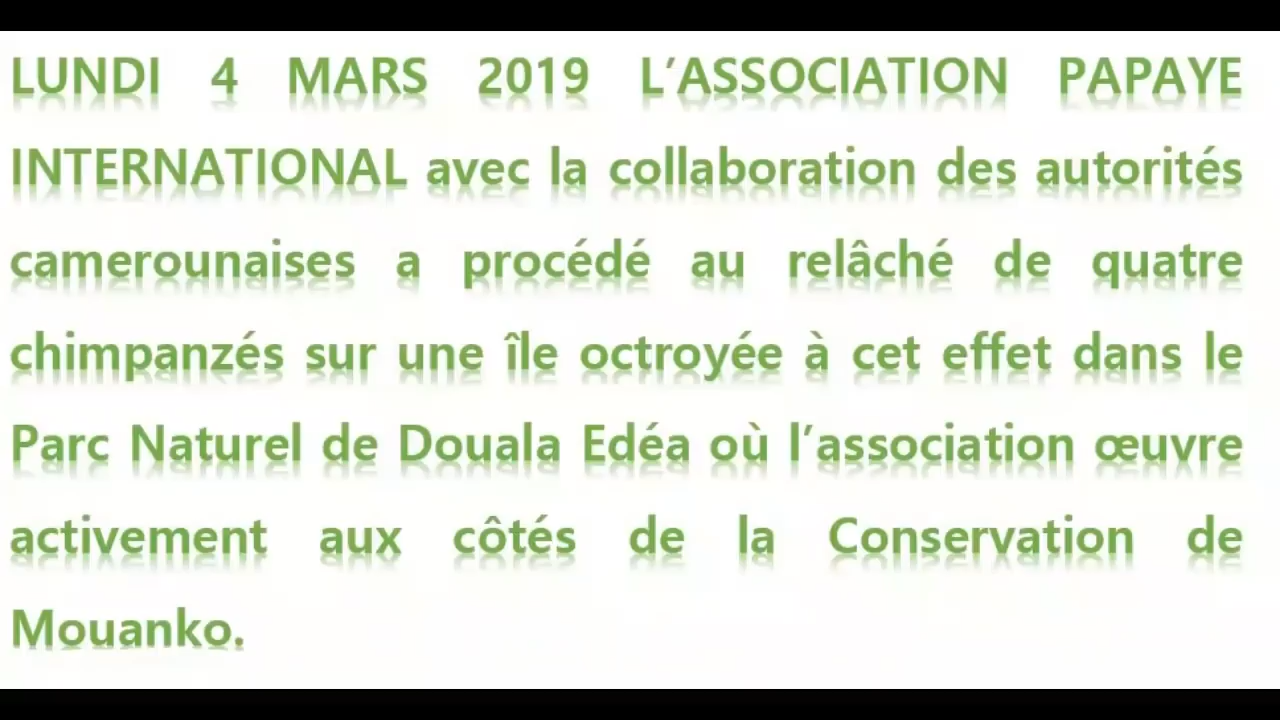 LUNDI 4 MARS 2019 L’ASSOCIATION PAPAYE
INTERNATIONAL avec la collaboration des autorités
camerounaises a procédé au relâché de quatre
chimpanzés sur une île octroyée à cet effet dans le
Parc Naturel de Douala Edéa où l’association œuvre
activement aux côtés de la Conservation de
Mouanko.